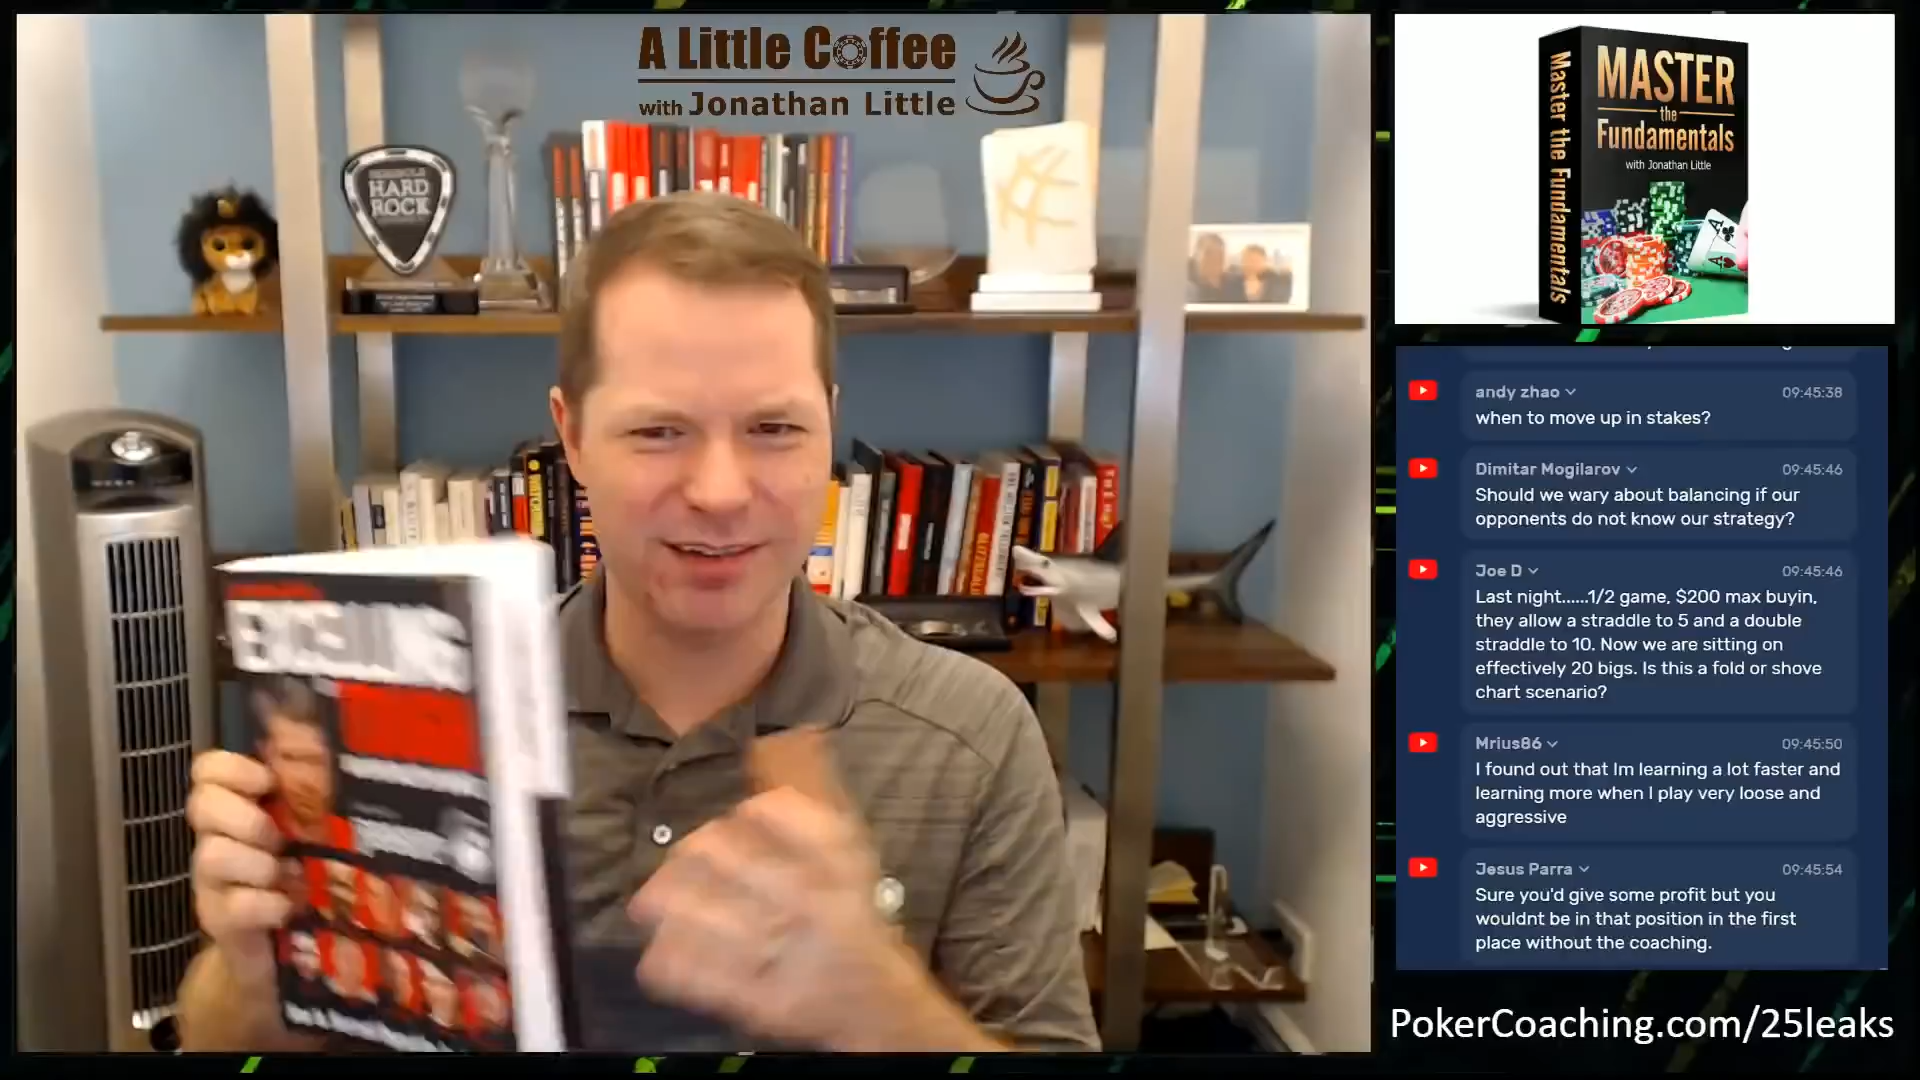 A Little Coffee
with Jonathan Little
HARD
ROCK
EXCELLING
MASTER
the
Fundamentals
with Jonathan Little
Master the Fundamentals
andy zhao 09:45:38
when to move up in stakes?
Dimitar Mogilarov 09:45:46
Should we wary about balancing if our
opponents do not know our strategy?
Joe D 09:45:46
Last night......1/2 game, $200 max buyin,
they allow a straddle to 5 and a double
straddle to 10. Now we are sitting on
effectively 20 bigs. Is this a fold or shove
chart scenario?
Mrius86 09:45:50
I found out that Im learning a lot faster and
learning more when I play very loose and
aggressive
Jesus Parra 09:45:54
Sure you'd give some profit but you
wouldnt be in that position in the first
place without the coaching.
PokerCoaching.com/25leaks